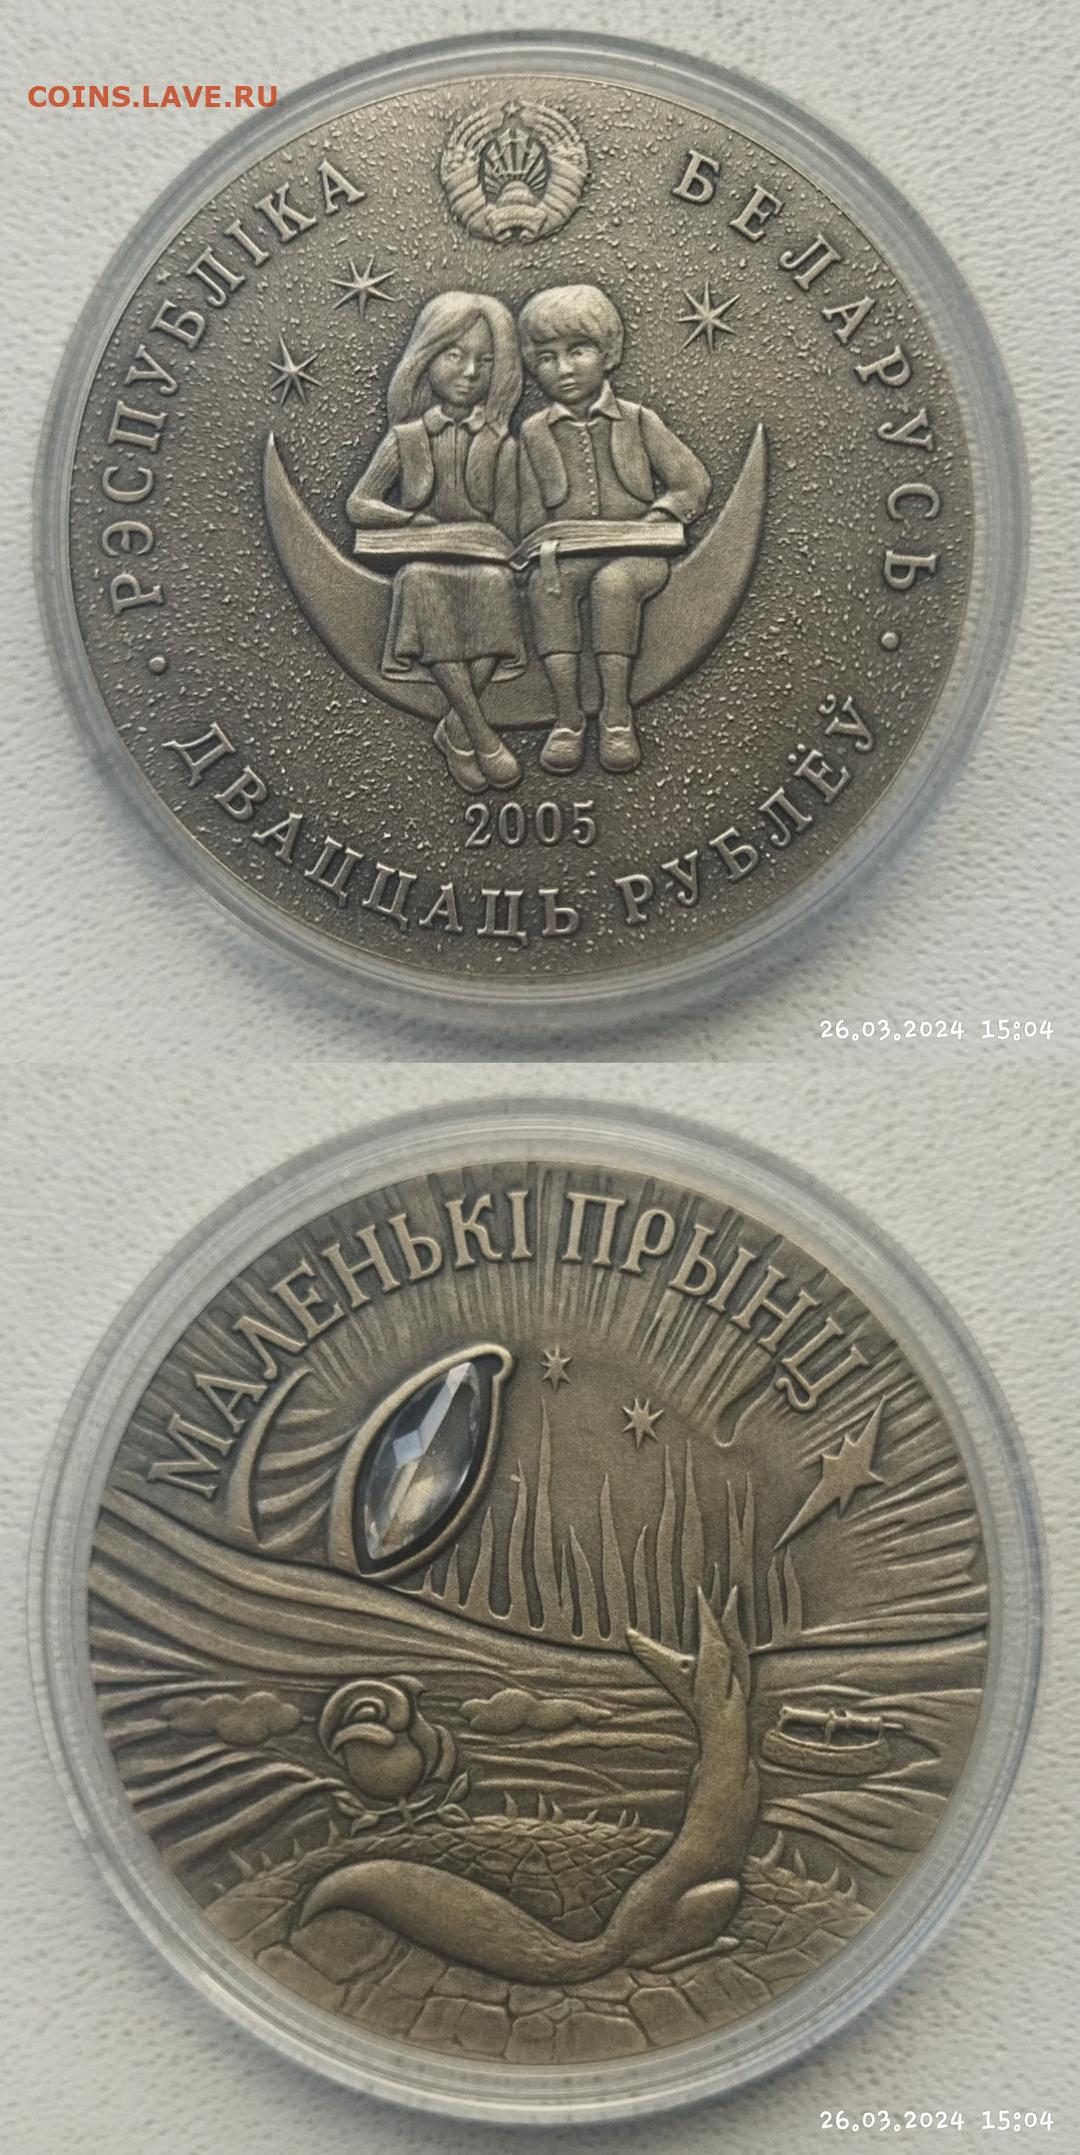 COINS.LAVE.RU
РЭСПУБЛІКА БЕЛАРУСЬ
2005
ДВАЦЦАЦЬ РУБЛЁЎ
26.03.2024 15:04
МАЛЕНЬКІ ПРЫНЦ
26.03.2024 15:04